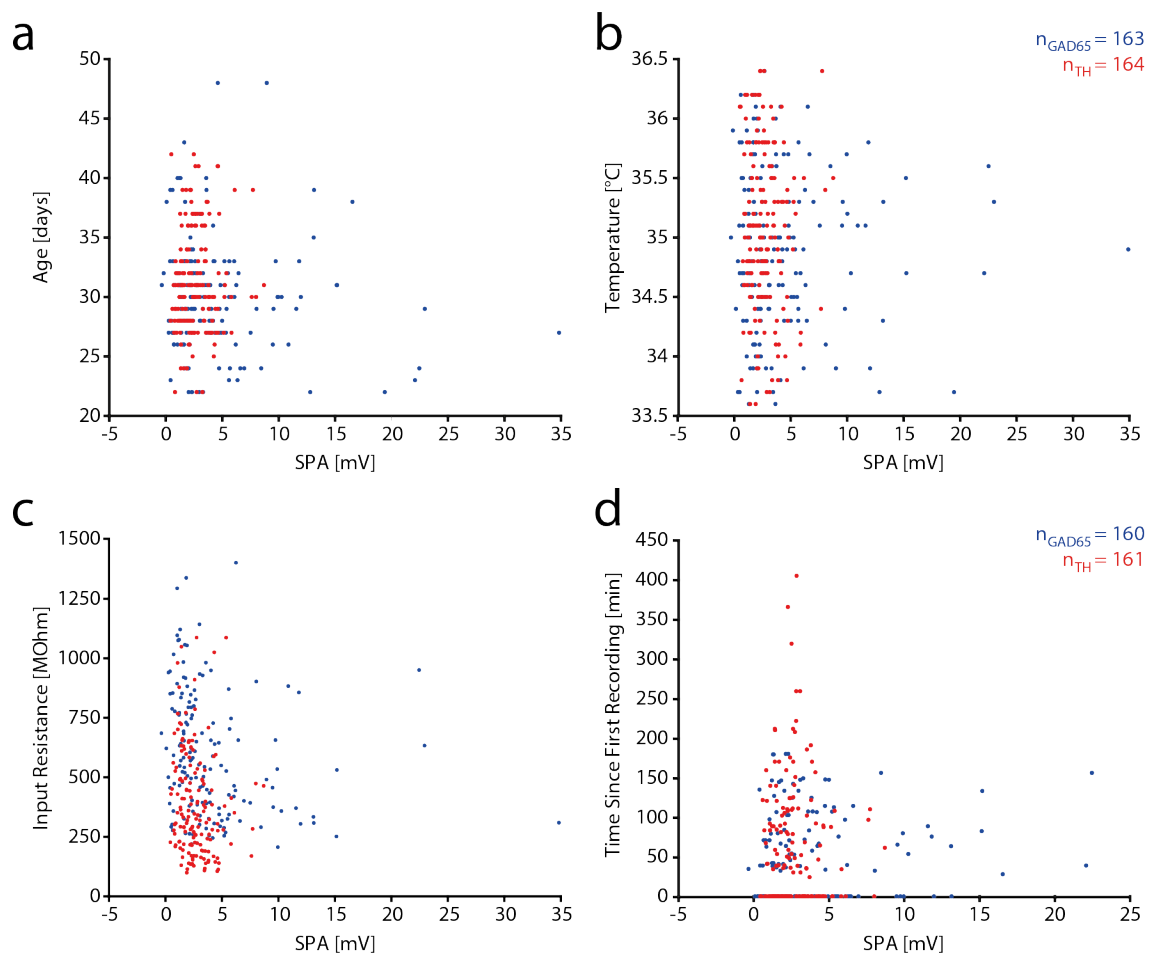 a
50
45
40
35
30
25
20
Age [days]
-5 0 5 10 15 20 25 30 35
SPA [mV]
b
nGAD65 = 163
nTH = 164
36.5
36
35.5
35
34.5
34
33.5
Temperature [°C]
-5 0 5 10 15 20 25 30 35
SPA [mV]
c
1500
1250
1000
750
500
250
0
Input Resistance [MOhm]
-5 0 5 10 15 20 25 30 35
SPA [mV]
d
nGAD65 = 160
nTH = 161
450
400
350
300
250
200
150
100
50
0
Time Since First Recording [min]
-5 0 5 10 15 20 25
SPA [mV]